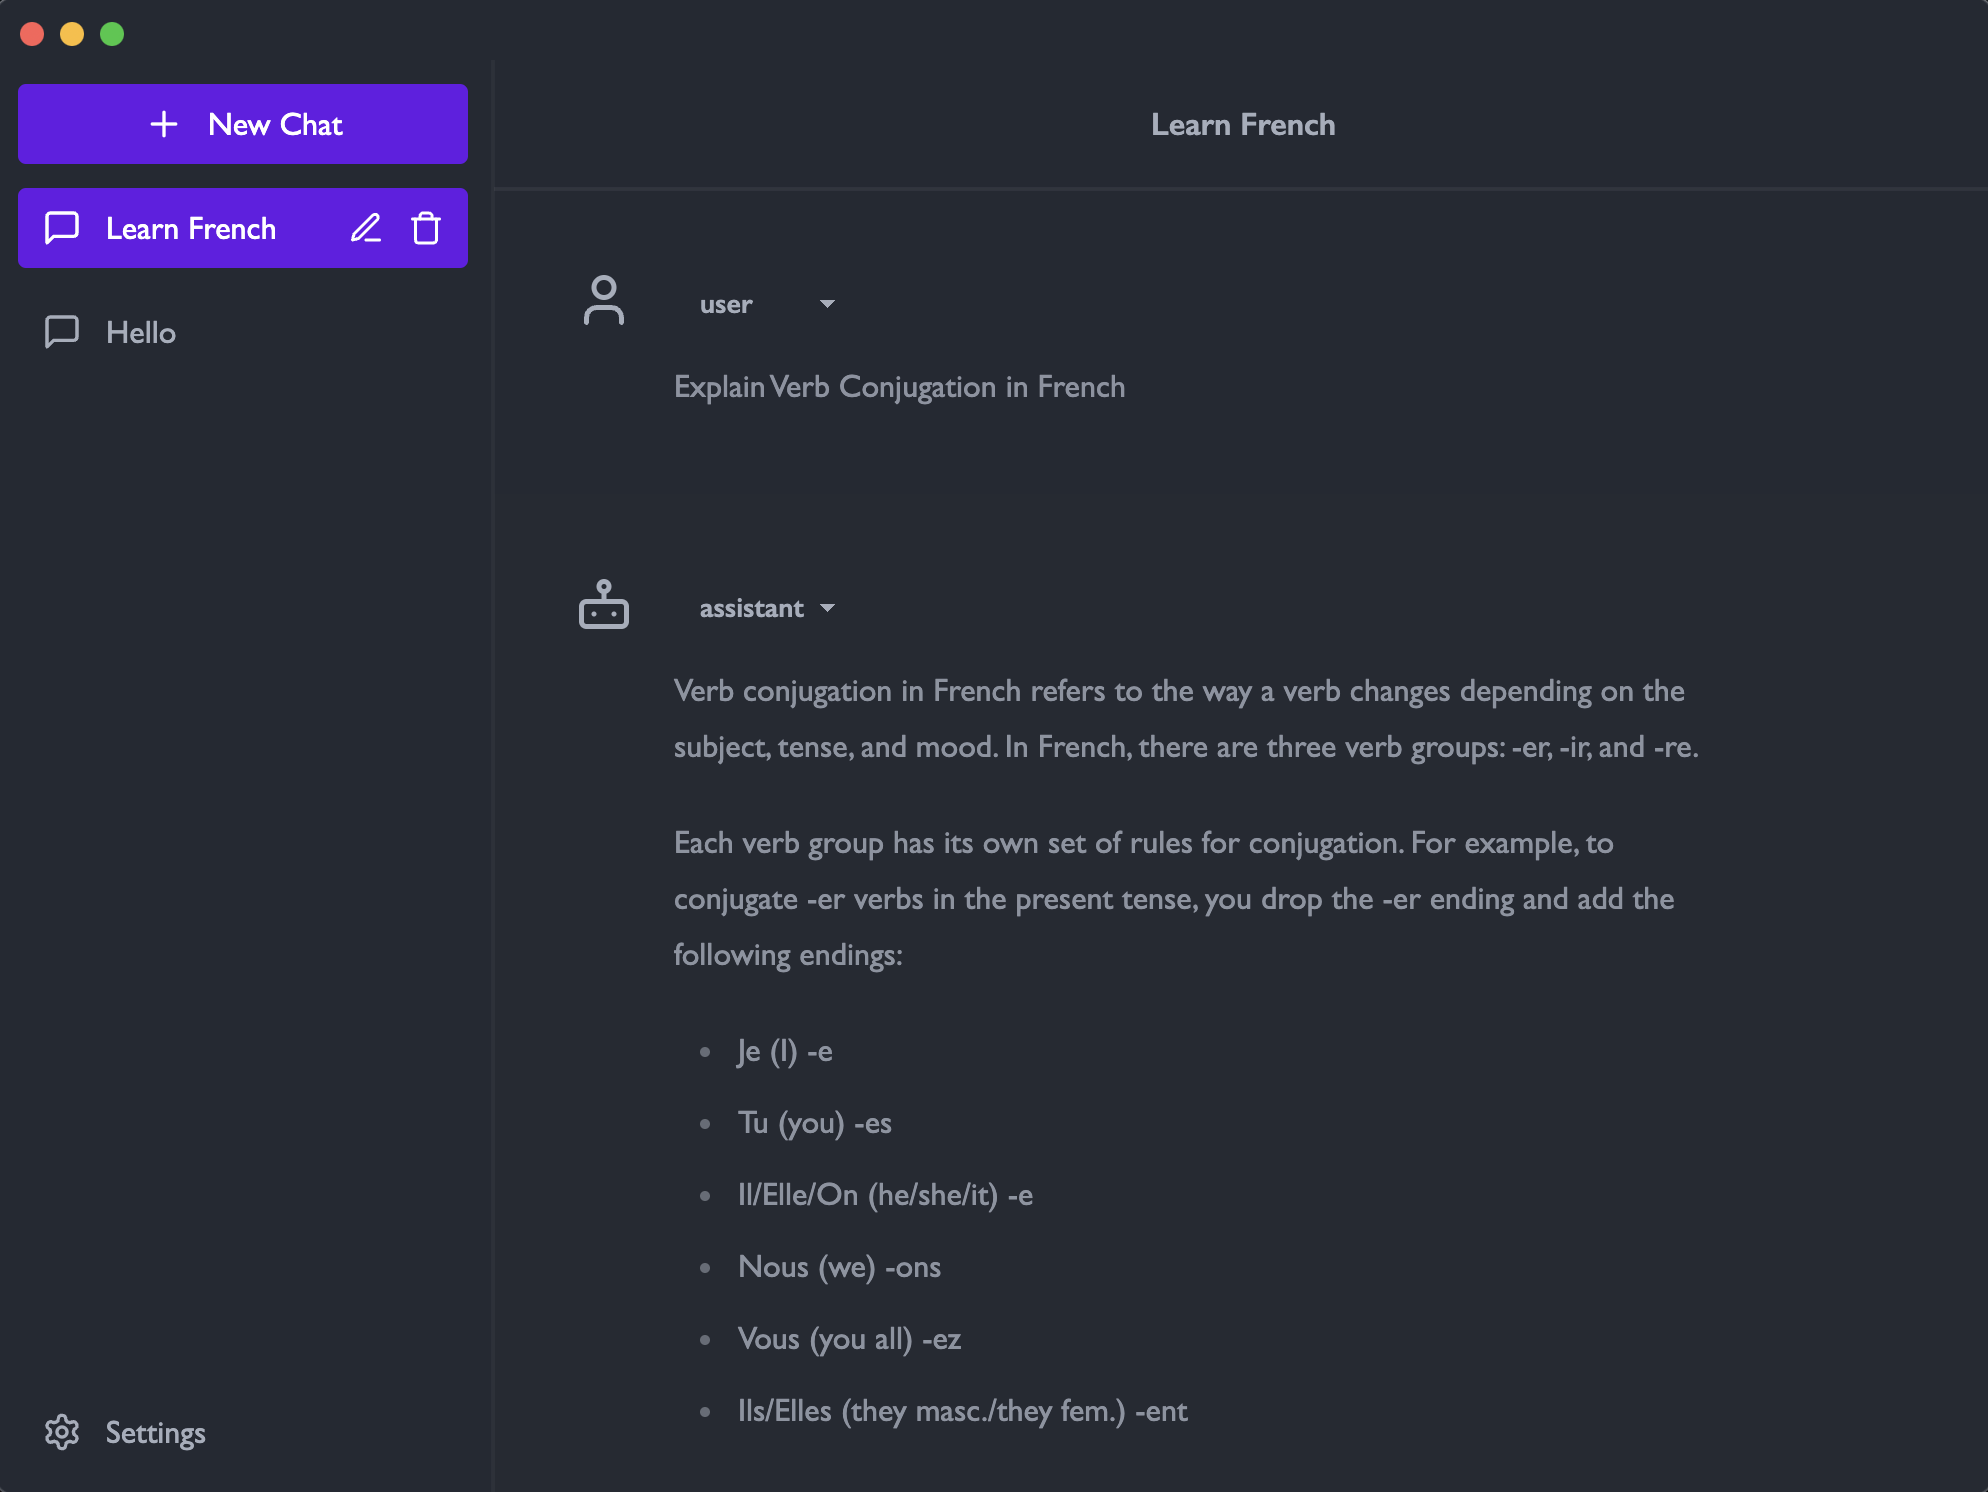 New Chat
Learn French
Hello
Settings
Learn French
user
Explain Verb Conjugation in French
assistant
Verb conjugation in French refers to the way a verb changes depending on the
subject, tense, and mood. In French, there are three verb groups: -er, -ir, and -re.
Each verb group has its own set of rules for conjugation. For example, to
conjugate -er verbs in the present tense, you drop the -er ending and add the
following endings:
• Je (I) -e
• Tu (you) -es
• Il/Elle/On (he/she/it) -e
• Nous (we) -ons
• Vous (you all) -ez
• Ils/Elles (they masc./they fem.) -ent